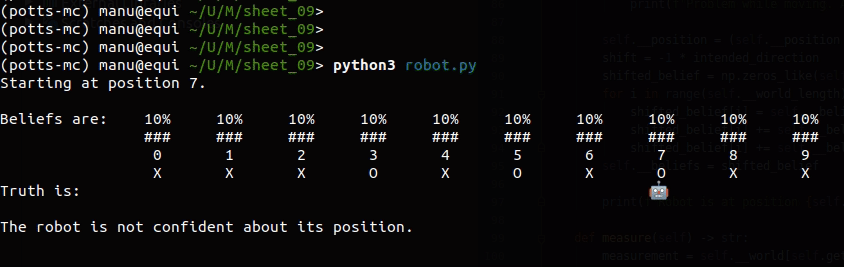 (potts-mc) manu@equi ~/U/M/sheet_09>
(potts-mc) manu@equi ~/U/M/sheet_09>
(potts-mc) manu@equi ~/U/M/sheet_09>
(potts-mc) manu@equi ~/U/M/sheet_09> python3 robot.py
Starting at position 7.
Beliefs are: 10% 10% 10% 10% 10% 10% 10% 10% 10% 10%
### ### ### ### ### ### ### ### ### ###
0 1 2 3 4 5 6 7 8 9
X X X O X O X O X X
Truth is: 🤖
The robot is not confident about its position.